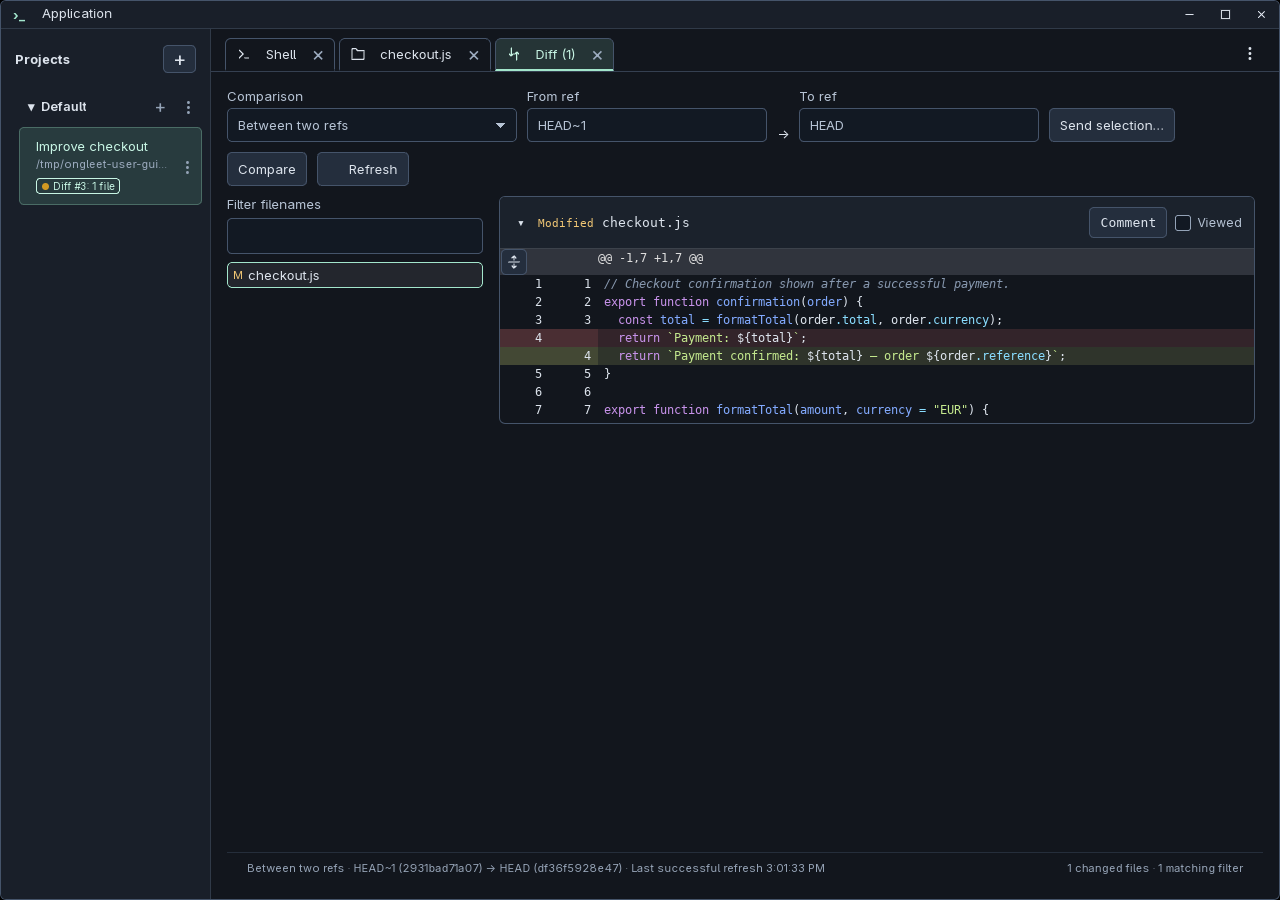 Application
Projects
+
Default
+
Improve checkout
/tmp/ongleet-user-gui...
Diff #3: 1 file
Shell
checkout.js
Diff (1)
Comparison
From ref
To ref
Between two refs
HEAD~1
→
HEAD
Send selection...
Compare
Refresh
Filter filenames
M checkout.js
Modified checkout.js
Comment
Viewed
@@ -1,7 +1,7 @@
1 1 // Checkout confirmation shown after a successful payment.
2 2 export function confirmation(order) {
3 3 const total = formatTotal(order.total, order.currency);
4 return `Payment: ${total}`;
4 return `Payment confirmed: ${total} — order ${order.reference}`;
5 5 }
6 6
7 7 export function formatTotal(amount, currency = "EUR") {
Between two refs · HEAD~1 (2931bad71a07) → HEAD (df36f5928e47) · Last successful refresh 3:01:33 PM
1 changed files · 1 matching filter